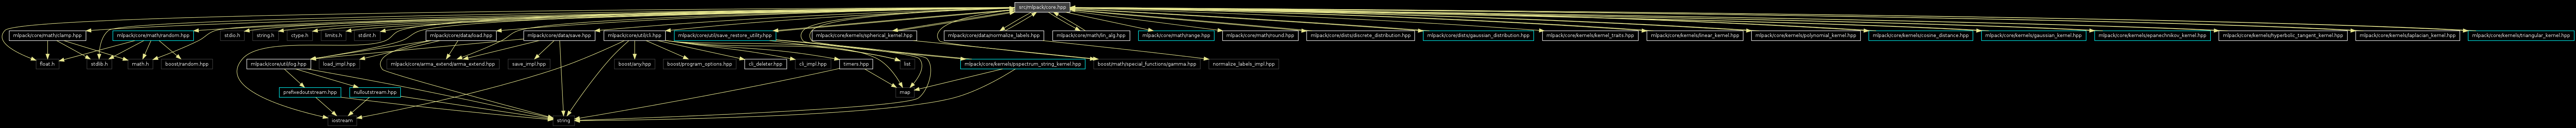 src/mlpack/core.hpp
mlpack/core/math/clamp.hpp
mlpack/core/math/random.hpp
stdio.h
string.h
ctype.h
limits.h
stdint.h
mlpack/core/data/load.hpp
mlpack/core/data/save.hpp
mlpack/core/util/cli.hpp
mlpack/core/util/save_restore_utility.hpp
mlpack/core/kernels/spherical_kernel.hpp
mlpack/core/data/normalize_labels.hpp
mlpack/core/math/lin_alg.hpp
mlpack/core/math/range.hpp
mlpack/core/math/round.hpp
mlpack/core/dists/discrete_distribution.hpp
mlpack/core/dists/gaussian_distribution.hpp
mlpack/core/kernels/kernel_traits.hpp
mlpack/core/kernels/linear_kernel.hpp
mlpack/core/kernels/polynomial_kernel.hpp
mlpack/core/kernels/cosine_distance.hpp
mlpack/core/kernels/gaussian_kernel.hpp
mlpack/core/kernels/epanechnikov_kernel.hpp
mlpack/core/kernels/hyperbolic_tangent_kernel.hpp
mlpack/core/kernels/laplacian_kernel.hpp
mlpack/core/kernels/triangular_kernel.hpp
float.h
stdlib.h
math.h
boost/random.hpp
mlpack/core/util/log.hpp
load_impl.hpp
mlpack/core/arma_extend/arma_extend.hpp
save_impl.hpp
boost/any.hpp
boost/program_options.hpp
cli_deleter.hpp
cli_impl.hpp
timers.hpp
list
mlpack/core/kernels/pspectrum_string_kernel.hpp
boost/math/special_functions/gamma.hpp
normalize_labels_impl.hpp
prefixedoutstream.hpp
nulloutstream.hpp
map
iostream
string